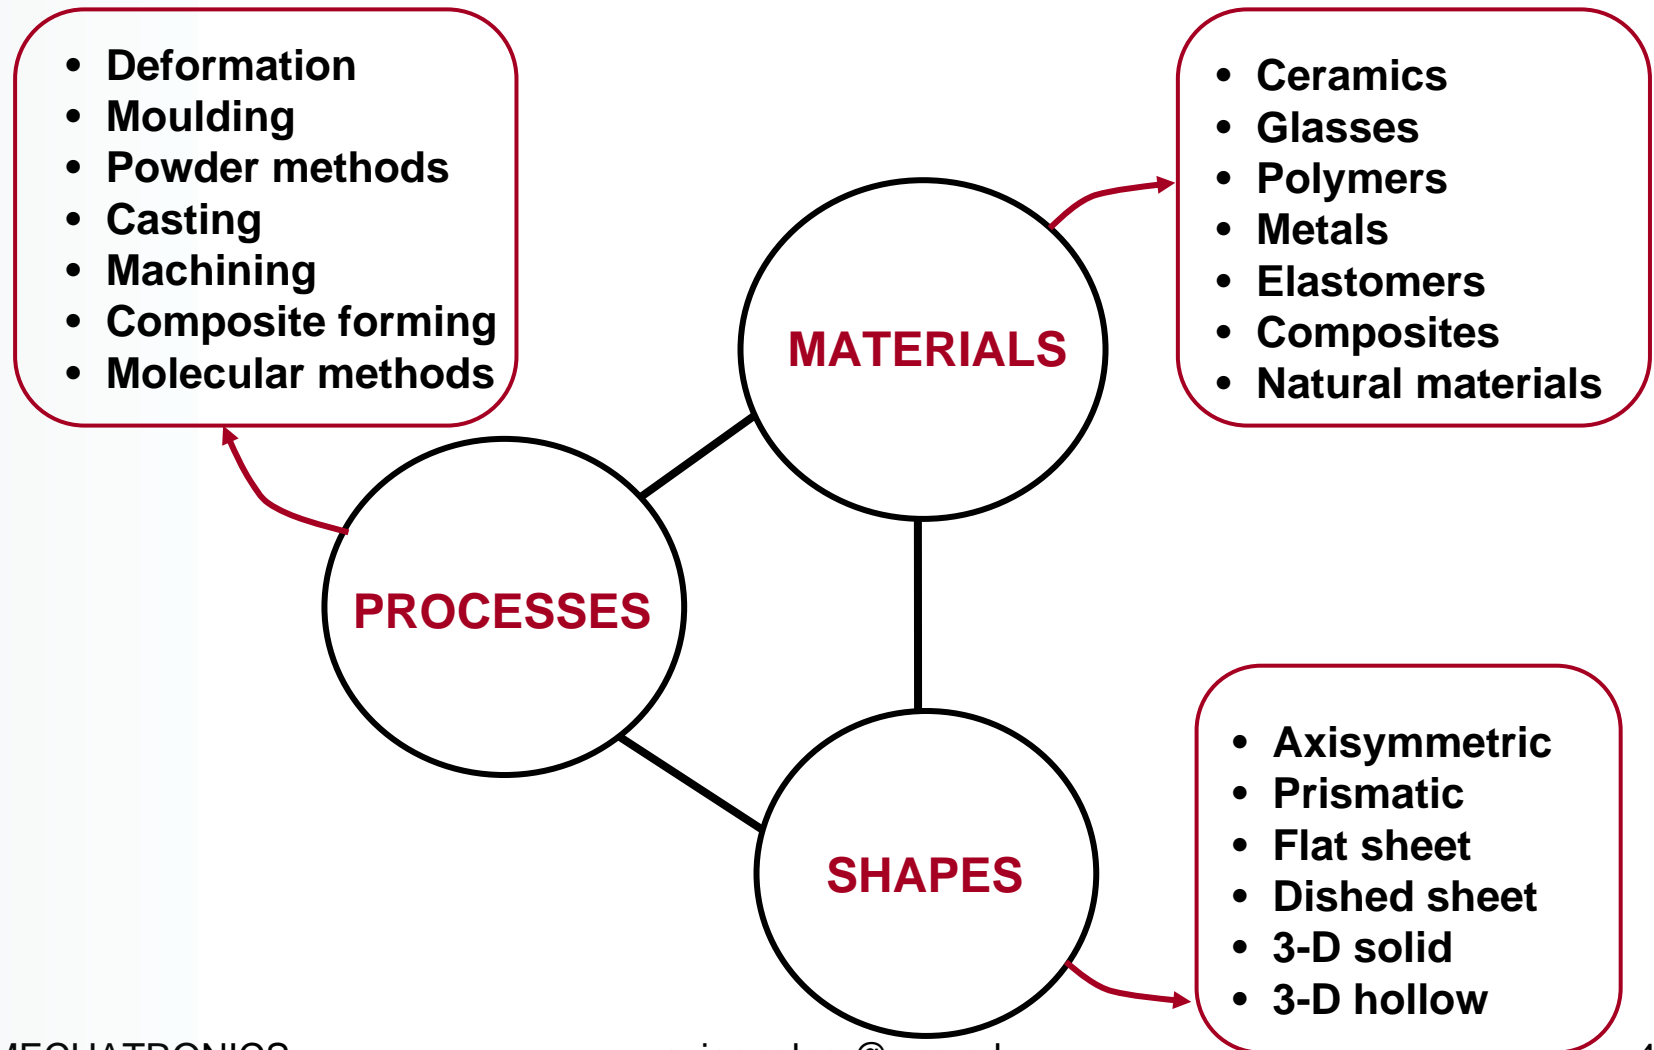 • Deformation
• Moulding
• Powder methods
• Casting
• Machining
• Composite forming
• Molecular methods
• Ceramics
• Glasses
• Polymers
• Metals
• Elastomers
• Composites
• Natural materials
MATERIALS
PROCESSES
SHAPES
• Axisymmetric
• Prismatic
• Flat sheet
• Dished sheet
• 3-D solid
• 3-D hollow
MECHATRONICS